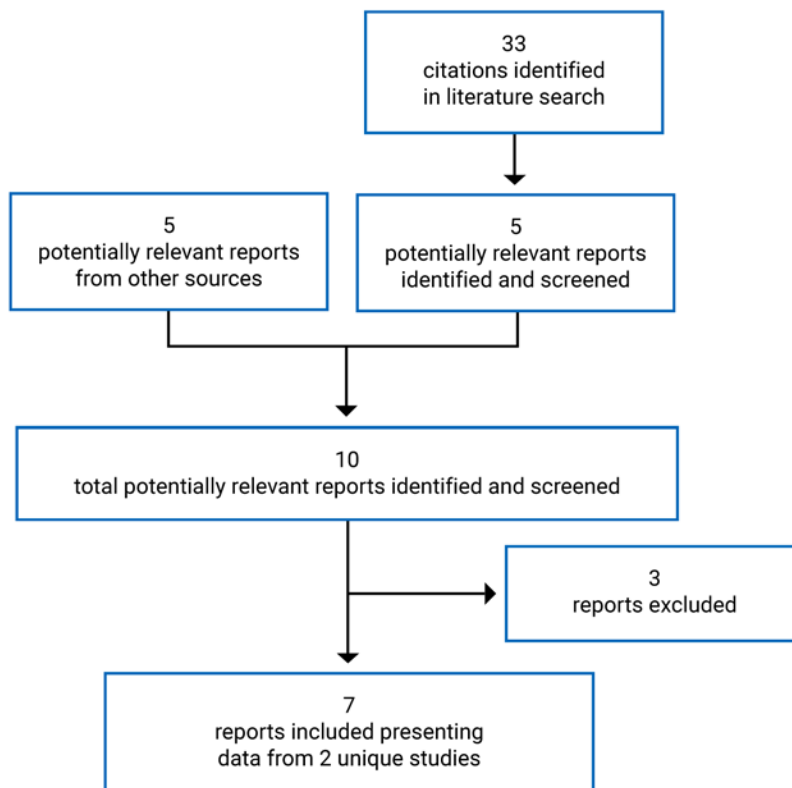 33
citations identified
in literature search
5
potentially relevant reports
from other sources
5
potentially relevant reports
identified and screened
10
total potentially relevant reports identified and screened
3
reports excluded
7
reports included presenting
data from 2 unique studies